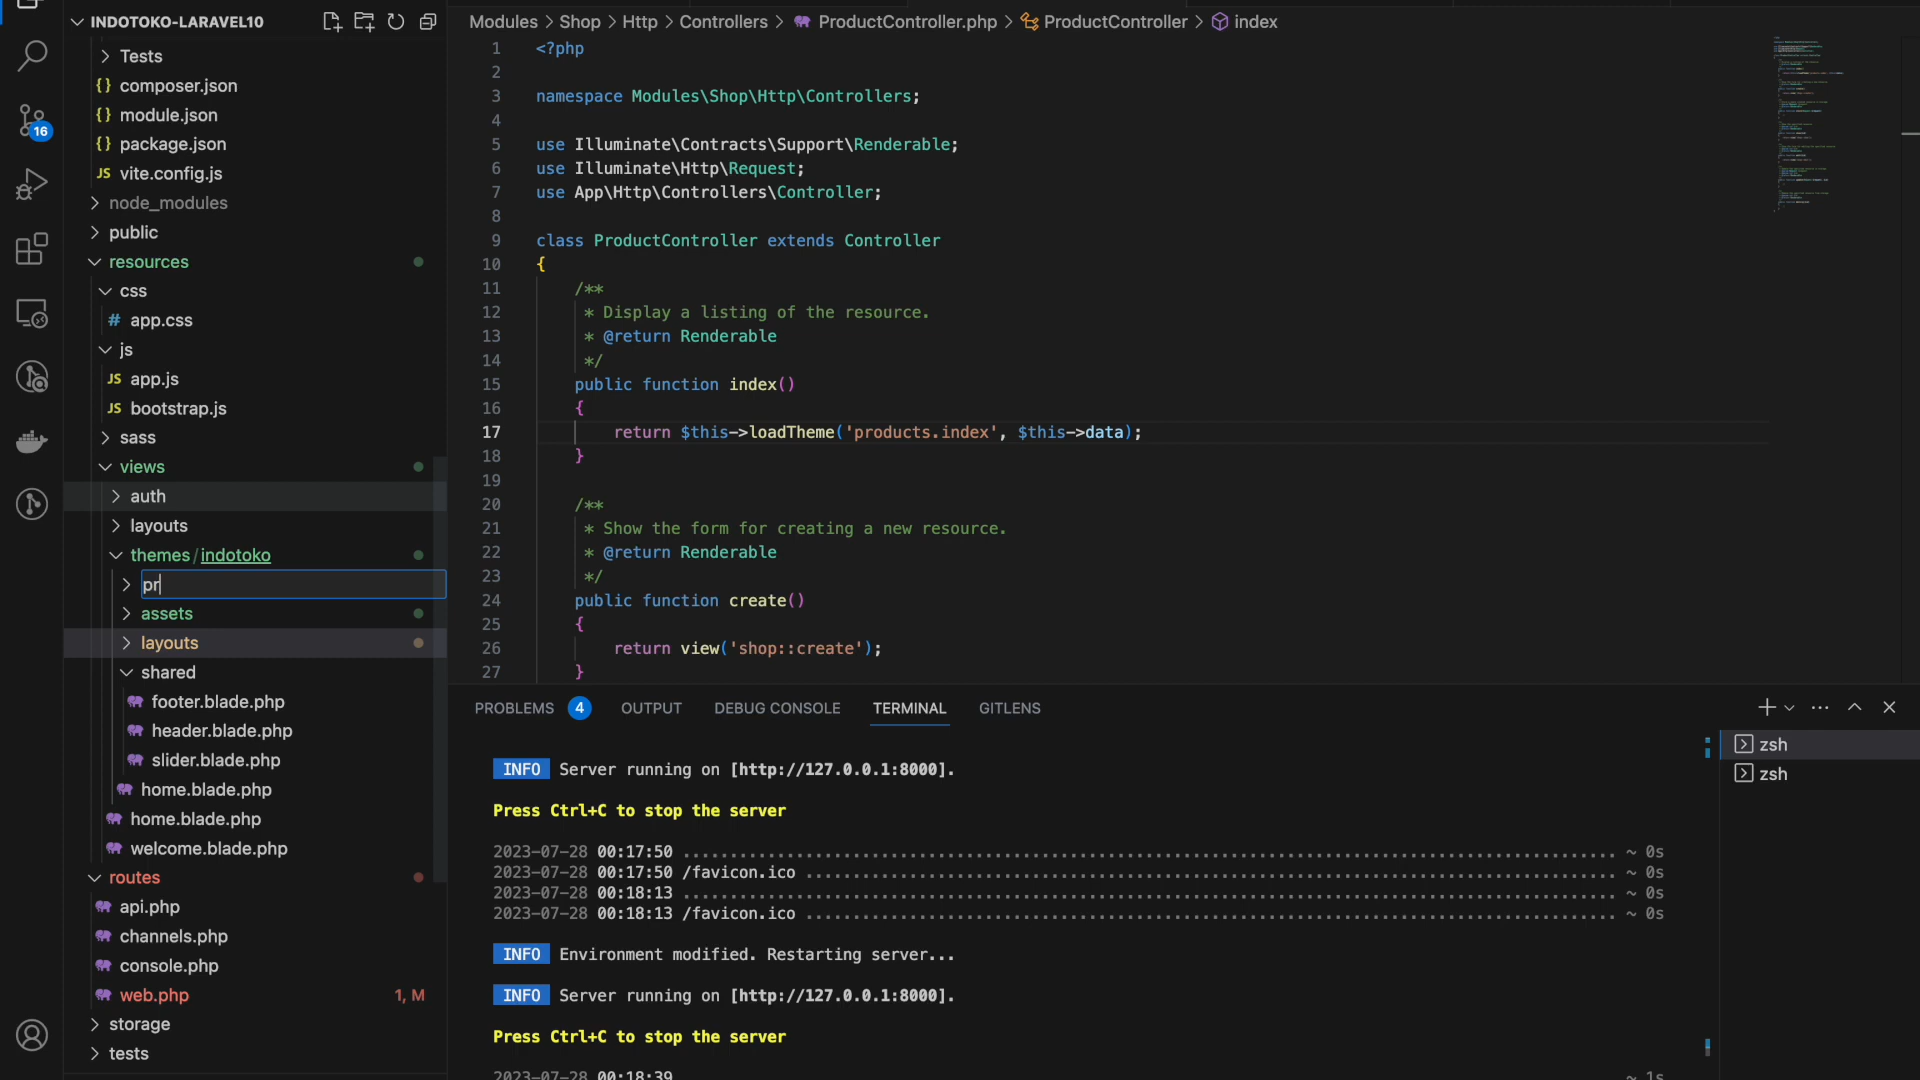 INDOTOKO-LARAVEL10
Tests
{} composer.json
{} module.json
{} package.json
JS vite.config.js
node_modules
public
resources
css
# app.css
js
JS app.js
JS bootstrap.js
sass
views
auth
layouts
themes / indotoko
pr
assets
layouts
shared
footer.blade.php
header.blade.php
slider.blade.php
home.blade.php
home.blade.php
welcome.blade.php
routes
api.php
channels.php
console.php
web.php 1, M
storage
tests
16
Modules > Shop > Http > Controllers > ProductController.php > ProductController > index
1 <?php
2
3 namespace Modules\Shop\Http\Controllers;
4
5 use Illuminate\Contracts\Support\Renderable;
6 use Illuminate\Http\Request;
7 use App\Http\Controllers\Controller;
8
9 class ProductController extends Controller
10 {
11 /**
12 * Display a listing of the resource.
13 * @return Renderable
14 */
15 public function index()
16 {
17 return $this->loadTheme('products.index', $this->data);
18 }
19
20 /**
21 * Show the form for creating a new resource.
22 * @return Renderable
23 */
24 public function create()
25 {
26 return view('shop::create');
27 }
PROBLEMS 4 OUTPUT DEBUG CONSOLE TERMINAL GITLENS
INFO Server running on [http://127.0.0.1:8000].
Press Ctrl+C to stop the server
2023-07-28 00:17:50 ........ ~ 0s
2023-07-28 00:17:50 /favicon.ico ........ ~ 0s
2023-07-28 00:18:13 ........ ~ 0s
2023-07-28 00:18:13 /favicon.ico ........ ~ 0s
INFO Environment modified. Restarting server...
INFO Server running on [http://127.0.0.1:8000].
Press Ctrl+C to stop the server
2023-07-28 00:18:39 ~ 1s
zsh
zsh